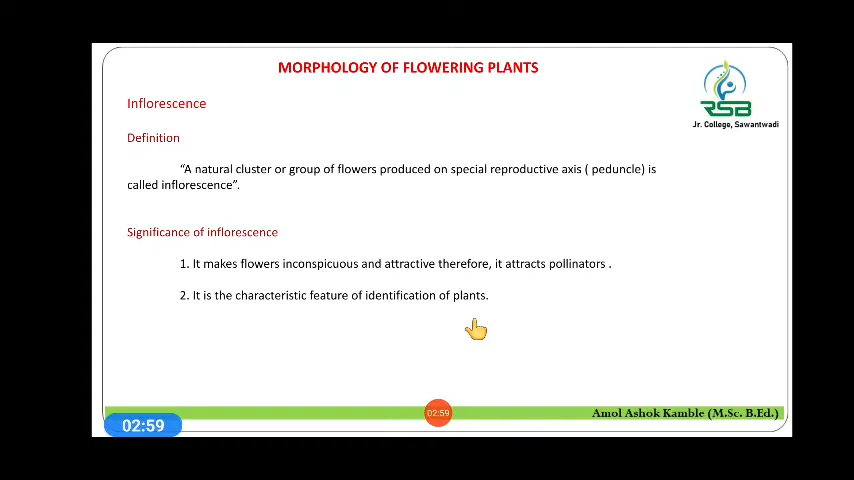 MORPHOLOGY OF FLOWERING PLANTS
RSB
Jr. College, Sawantwadi
Inflorescence
Definition
“A natural cluster or group of flowers produced on special reproductive axis ( peduncle) is
called inflorescence”.
Significance of inflorescence
1. It makes flowers inconspicuous and attractive therefore, it attracts pollinators .
2. It is the characteristic feature of identification of plants.
02:59
Amol Ashok Kamble (M.Sc. B.Ed.)
02:59